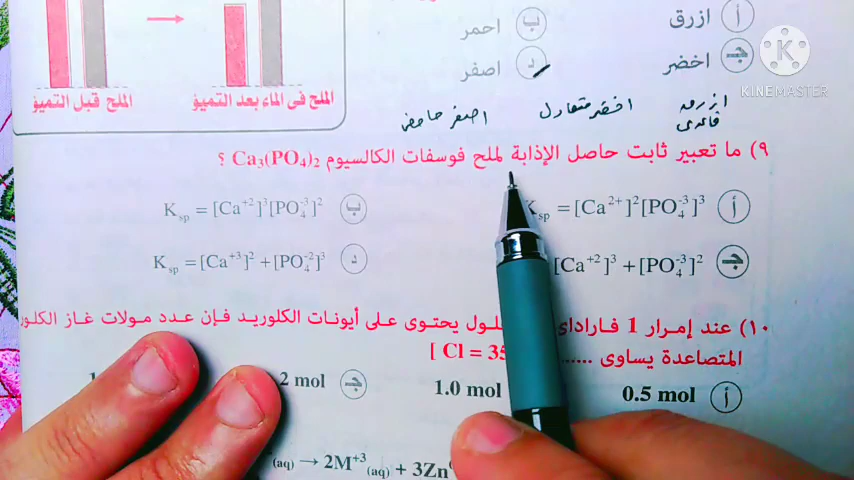 أ ازرق
ب احمر
ج اخضر
د اصفر
الملح قبل التميؤ
الملح فى الماء بعد التميؤ
KINEMASTER
ازرق قاعدى
اخضر متعادل
اصفر حامضى
٩) ما تعبير ثابت حاصل الإذابة لملح فوسفات الكالسيوم Ca₃(PO₄)₂ ؟
أ Ksp = [Ca²⁺]²[PO₄⁻³]³
ب Ksp = [Ca⁺²]³[PO₄⁻³]²
ج [Ca⁺²]³ + [PO₄⁻³]²
د Ksp = [Ca⁺³]² + [PO₄⁻²]³
١٠) عند إمرار 1 فاراداى يحتوى على أيونات الكلوريد فإن عدد مولات غاز
المتصاعدة يساوى ...... [ Cl = 35
أ 0.5 mol
1.0 mol
ج 2 mol
(aq) → 2M⁺³(aq) + 3Zn